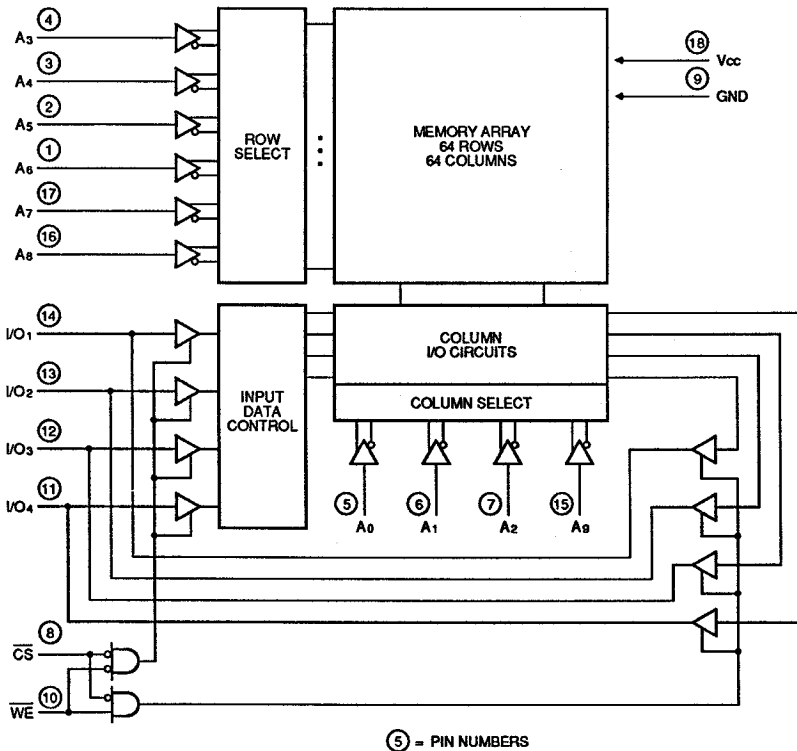 ④
A3
③
A4
②
A5
①
A6
⑰
A7
⑯
A8
ROW
SELECT
MEMORY ARRAY
64 ROWS
64 COLUMNS
⑱
Vcc
⑨
GND
⑭
I/O1
⑬
I/O2
⑫
I/O3
⑪
I/O4
INPUT
DATA
CONTROL
COLUMN
I/O CIRCUITS
COLUMN SELECT
⑤ ⑥ ⑦ ⑮
A0 A1 A2 A9
⑧
C̅S̅
⑩
W̅E̅
⑤ = PIN NUMBERS